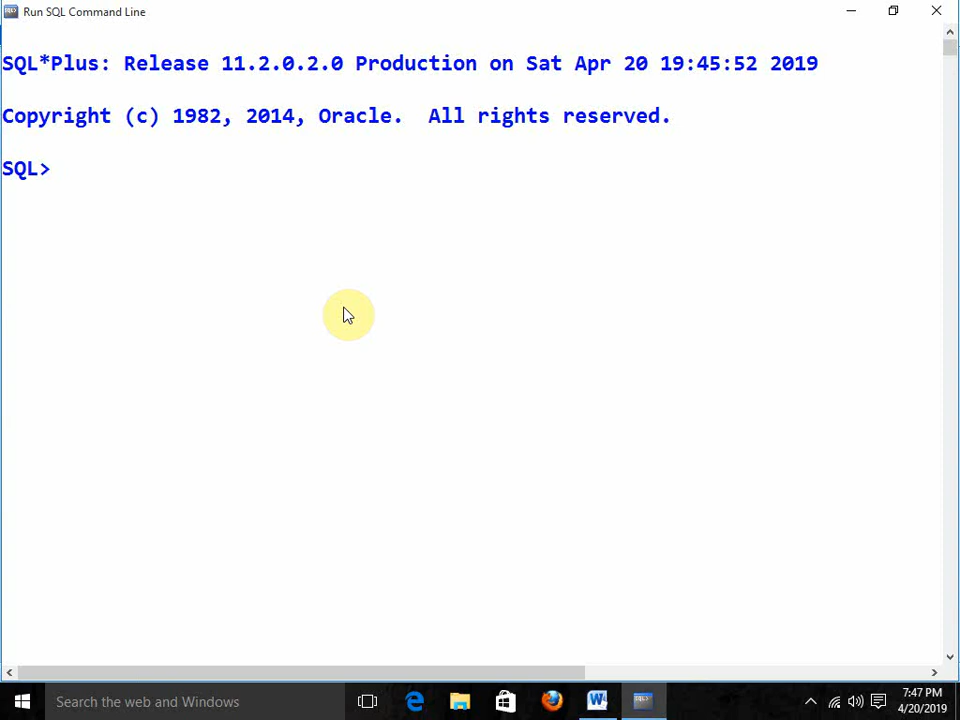 Run SQL Command Line
SQL*Plus: Release 11.2.0.2.0 Production on Sat Apr 20 19:45:52 2019
Copyright (c) 1982, 2014, Oracle.  All rights reserved.
SQL>
Search the web and Windows
7:47 PM
4/20/2019